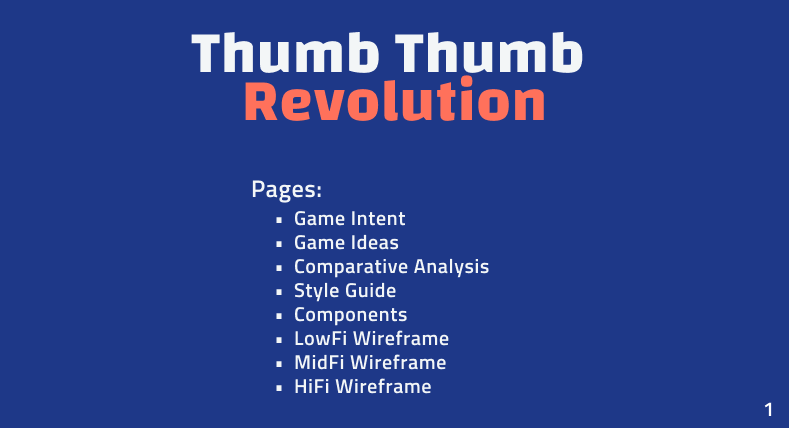 Thumb Thumb
Revolution
Pages:
▪ Game Intent
▪ Game Ideas
▪ Comparative Analysis
▪ Style Guide
▪ Components
▪ LowFi Wireframe
▪ MidFi Wireframe
▪ HiFi Wireframe
1